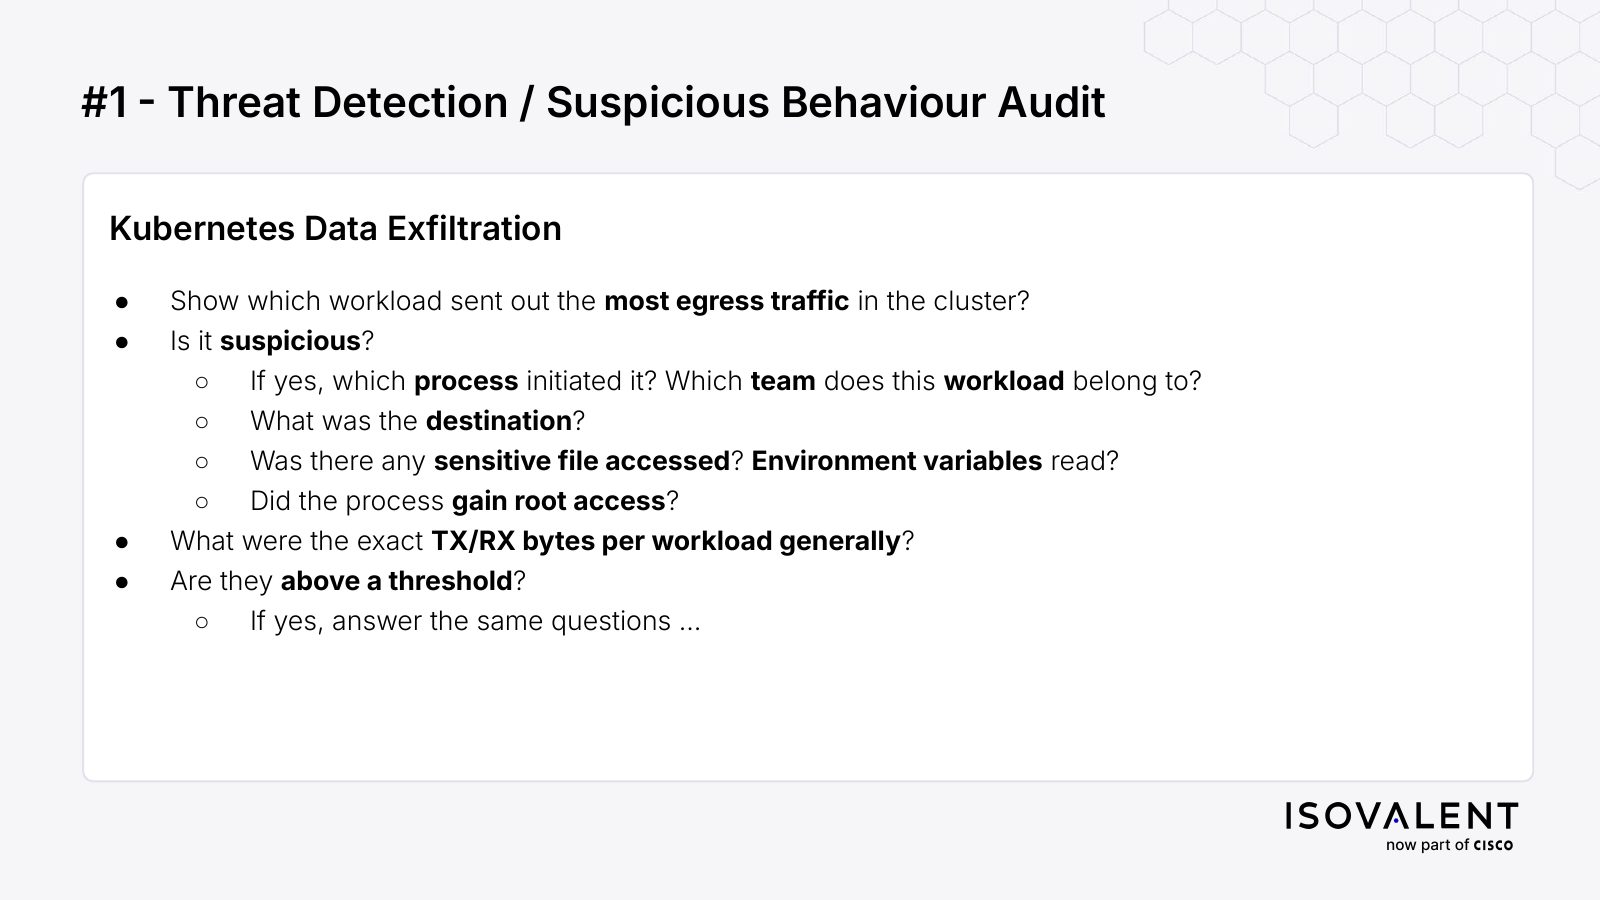 #1 - Threat Detection / Suspicious Behaviour Audit
Kubernetes Data Exfiltration
● Show which workload sent out the most egress traffic in the cluster?
● Is it suspicious?
○ If yes, which process initiated it? Which team does this workload belong to?
○ What was the destination?
○ Was there any sensitive file accessed? Environment variables read?
○ Did the process gain root access?
● What were the exact TX/RX bytes per workload generally?
● Are they above a threshold?
○ If yes, answer the same questions ...
ISOVALENT
now part of CISCO